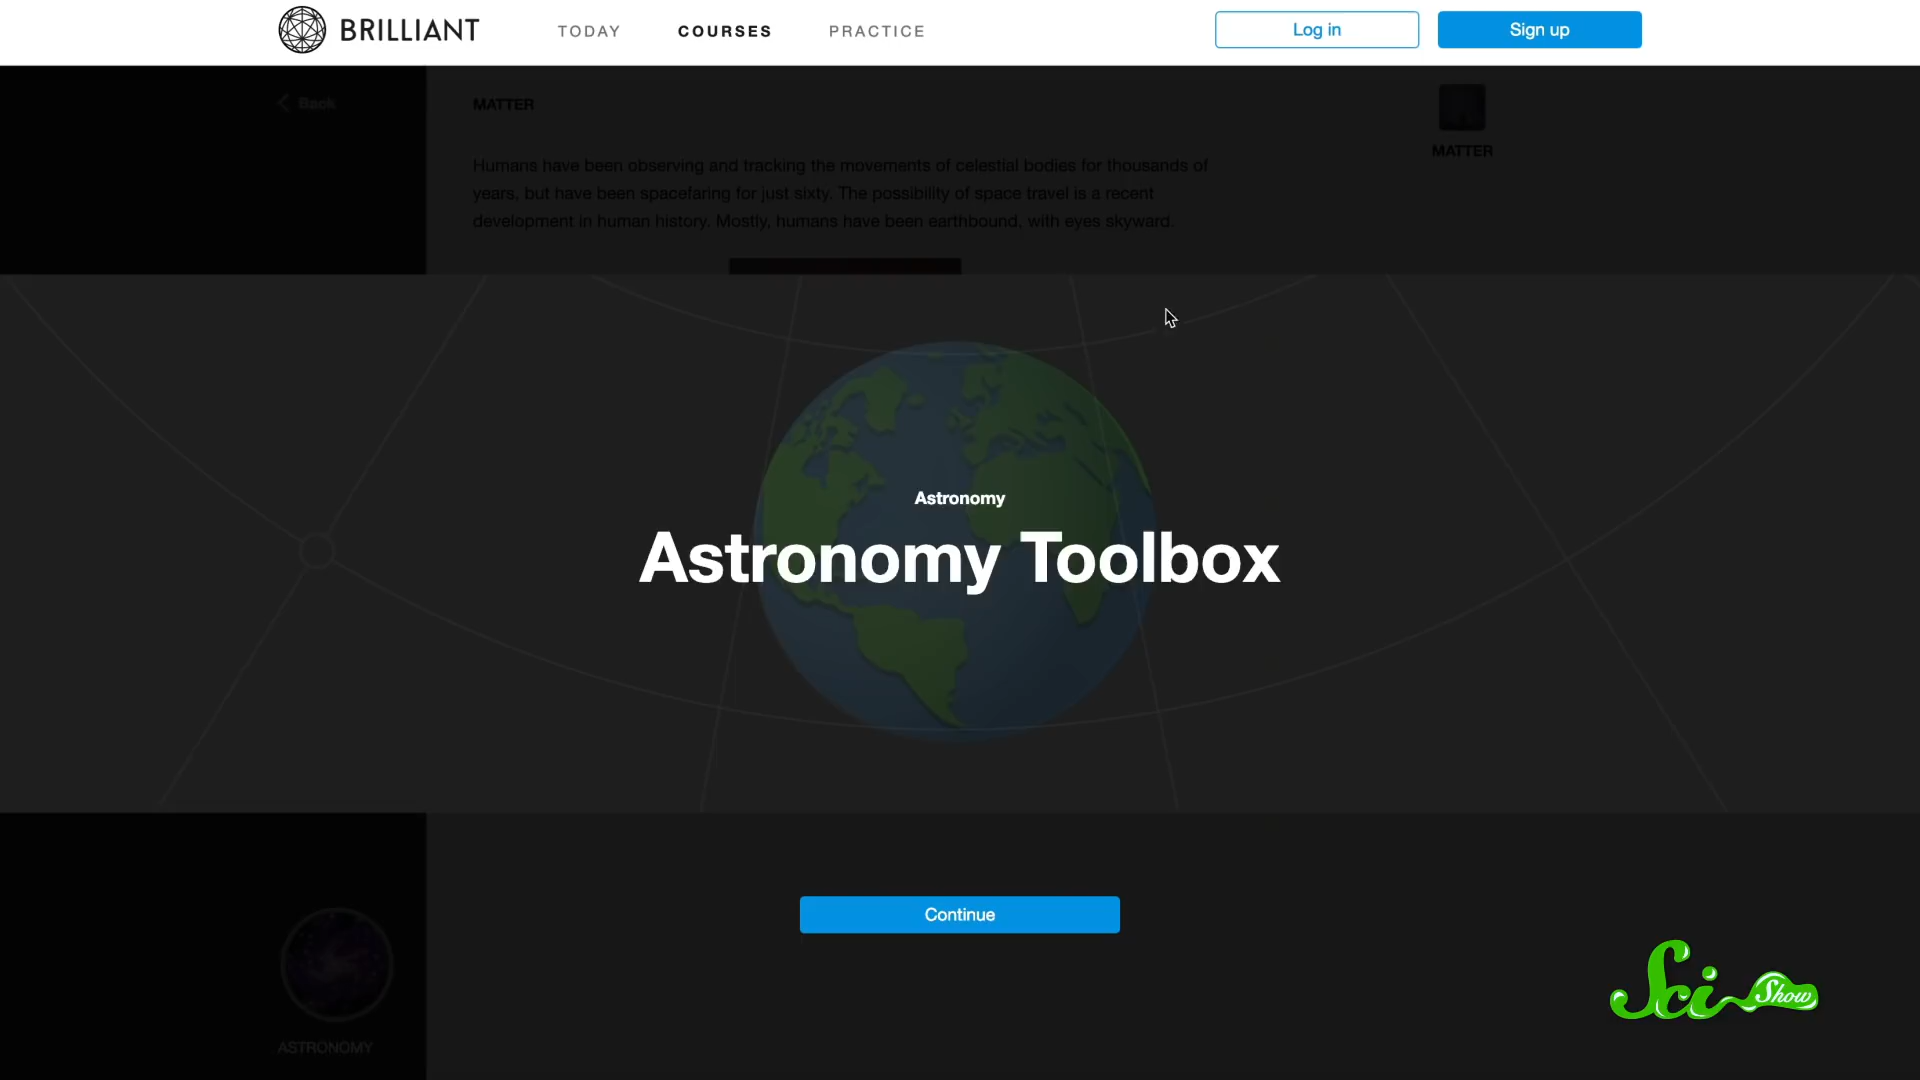 BRILLIANT
TODAY
COURSES
PRACTICE
Log in
Sign up
Back
MATTER
MATTER
Humans have been observing and tracking the movements of celestial bodies for thousands of
years, but have been spacefaring for just sixty. The possibility of space travel is a recent
development in human history. Mostly, humans have been earthbound, with eyes skyward.
Astronomy
Astronomy Toolbox
Continue
SciShow
ASTRONOMY